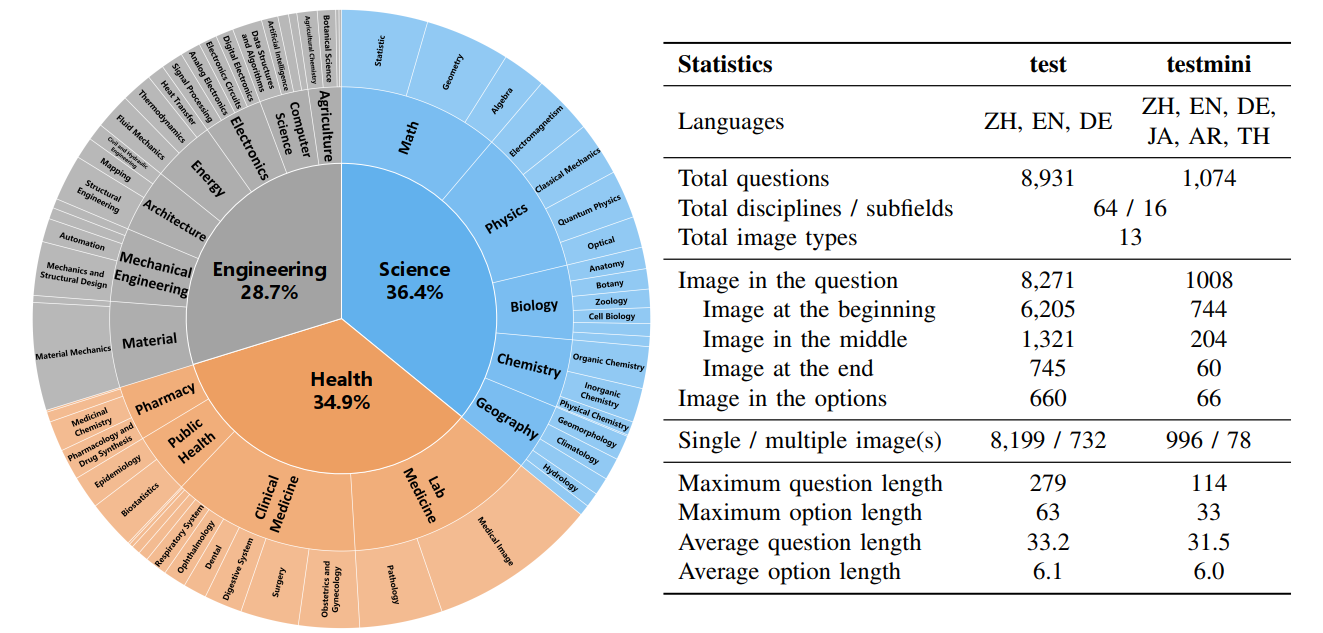 Engineering
28.7%
Science
36.4%
Health
34.9%
Math
Physics
Biology
Chemistry
Geography
Lab
Medicine
Clinical
Medicine
Public
Health
Pharmacy
Material
Mechanical
Engineering
Architecture
Energy
Electronics
Computer
Science
Agriculture
Statistic
Geometry
Algebra
Electromagnetism
Classical Mechanics
Quantum Physics
Optical
Anatomy
Botany
Zoology
Cell Biology
Organic Chemistry
Inorganic
Chemistry
Physical Chemistry
Geomorphology
Climatology
Hydrology
Medical Image
Pathology
Obstetrics and
Gynecology
Surgery
Digestive System
Dental
Ophthalmology
Respiratory System
Biostatistics
Epidemiology
Pharmacology and
Drug Synthesis
Medicinal
Chemistry
Material Mechanics
Mechanics and
Structural Design
Automation
Structural
Engineering
Mapping
Civil and Hydraulic
Engineering
Fluid Mechanics
Thermodynamics
Heat Transfer
Signal Processing
Analog Electronics
Electronics Circuits
Digital Electronics
Data Structures
and Algorithms
Artificial Intelligence
Agricultural Chemistry
Botanical Science
Statistics test testmini
Languages ZH, EN, DE ZH, EN, DE,
JA, AR, TH
Total questions 8,931 1,074
Total disciplines / subfields 64 / 16
Total image types 13
Image in the question 8,271 1008
Image at the beginning 6,205 744
Image in the middle 1,321 204
Image at the end 745 60
Image in the options 660 66
Single / multiple image(s) 8,199 / 732 996 / 78
Maximum question length 279 114
Maximum option length 63 33
Average question length 33.2 31.5
Average option length 6.1 6.0